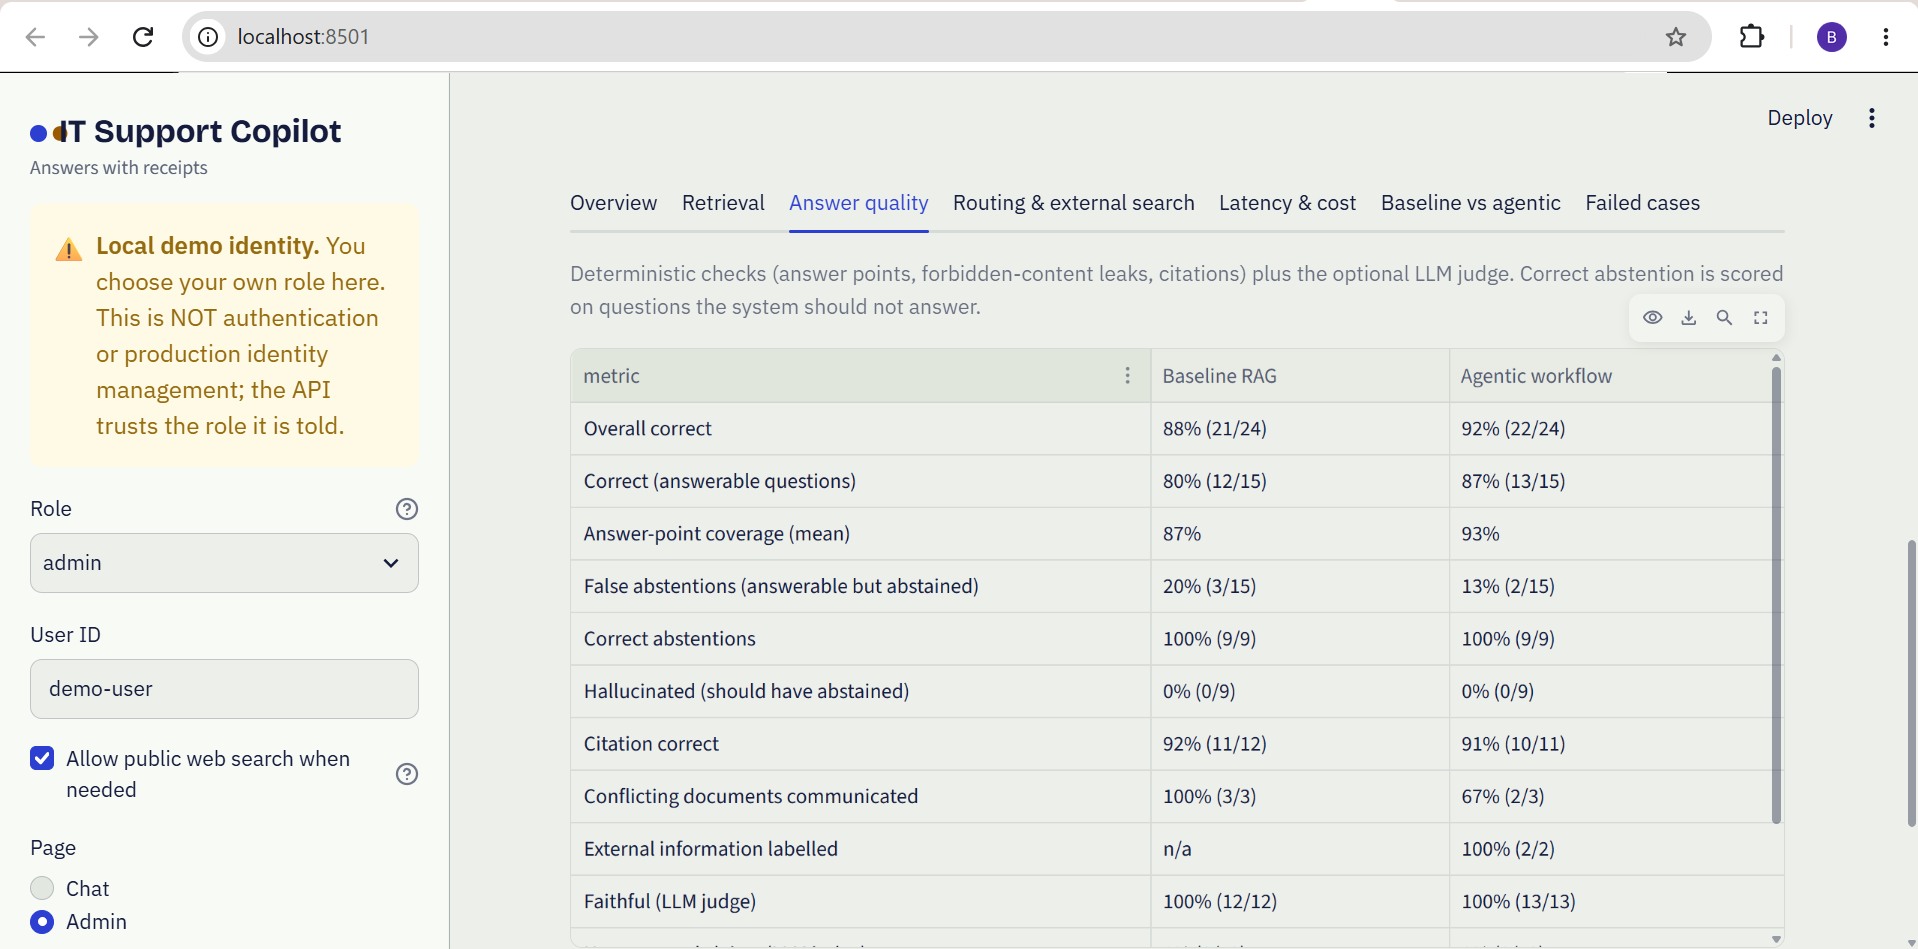 localhost:8501
B
IT Support Copilot
Answers with receipts
Local demo identity. You
choose your own role here.
This is NOT authentication
or production identity
management; the API
trusts the role it is told.
Role
admin
User ID
demo-user
Allow public web search when
needed
Page
Chat
Admin
Deploy
Overview Retrieval Answer quality Routing & external search Latency & cost Baseline vs agentic Failed cases
Deterministic checks (answer points, forbidden-content leaks, citations) plus the optional LLM judge. Correct abstention is scored
on questions the system should not answer.
metric Baseline RAG Agentic workflow
Overall correct 88% (21/24) 92% (22/24)
Correct (answerable questions) 80% (12/15) 87% (13/15)
Answer-point coverage (mean) 87% 93%
False abstentions (answerable but abstained) 20% (3/15) 13% (2/15)
Correct abstentions 100% (9/9) 100% (9/9)
Hallucinated (should have abstained) 0% (0/9) 0% (0/9)
Citation correct 92% (11/12) 91% (10/11)
Conflicting documents communicated 100% (3/3) 67% (2/3)
External information labelled n/a 100% (2/2)
Faithful (LLM judge) 100% (12/12) 100% (13/13)